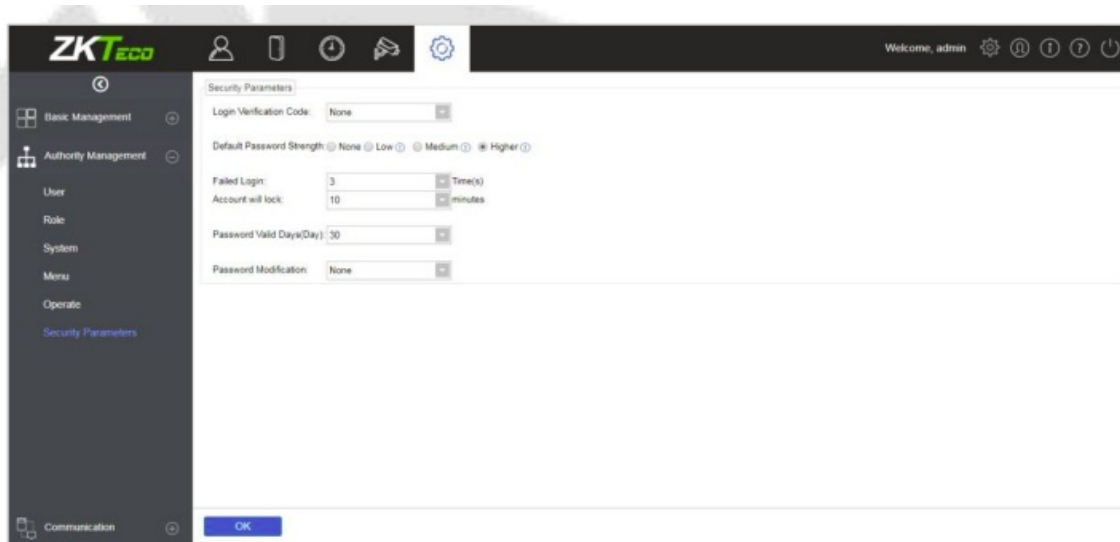 ZKTECO
Welcome, admin
Basic Management
Authority Management
User
Role
System
Menu
Operate
Security Parameters
Communication
Security Parameters
Login Verification Code: None
Default Password Strength: None Low Medium Higher
Failed Login: 3 Time(s)
Account will lock: 10 minutes
Password Valid Days(Day): 30
Password Modification: None
OK